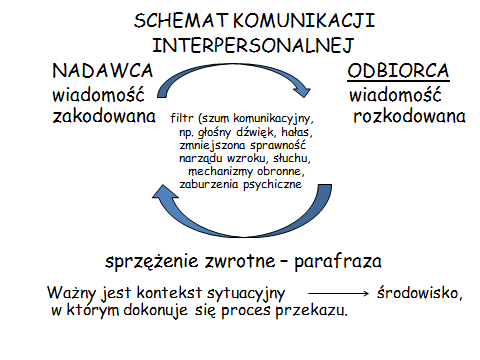 SCHEMAT KOMUNIKACJI
INTERPERSONALNEJ
NADAWCA
wiadomość
zakodowana
ODBIORCA
wiadomość
rozkodowana
filtr (szum komunikacyjny,
np. głośny dźwięk, hałas,
zmniejszona sprawność
narządu wzroku, słuchu,
mechanizmy obronne,
zaburzenia psychiczne
sprzężenie zwrotne – parafraza
Ważny jest kontekst sytuacyjny → środowisko,
w którym dokonuje się proces przekazu.